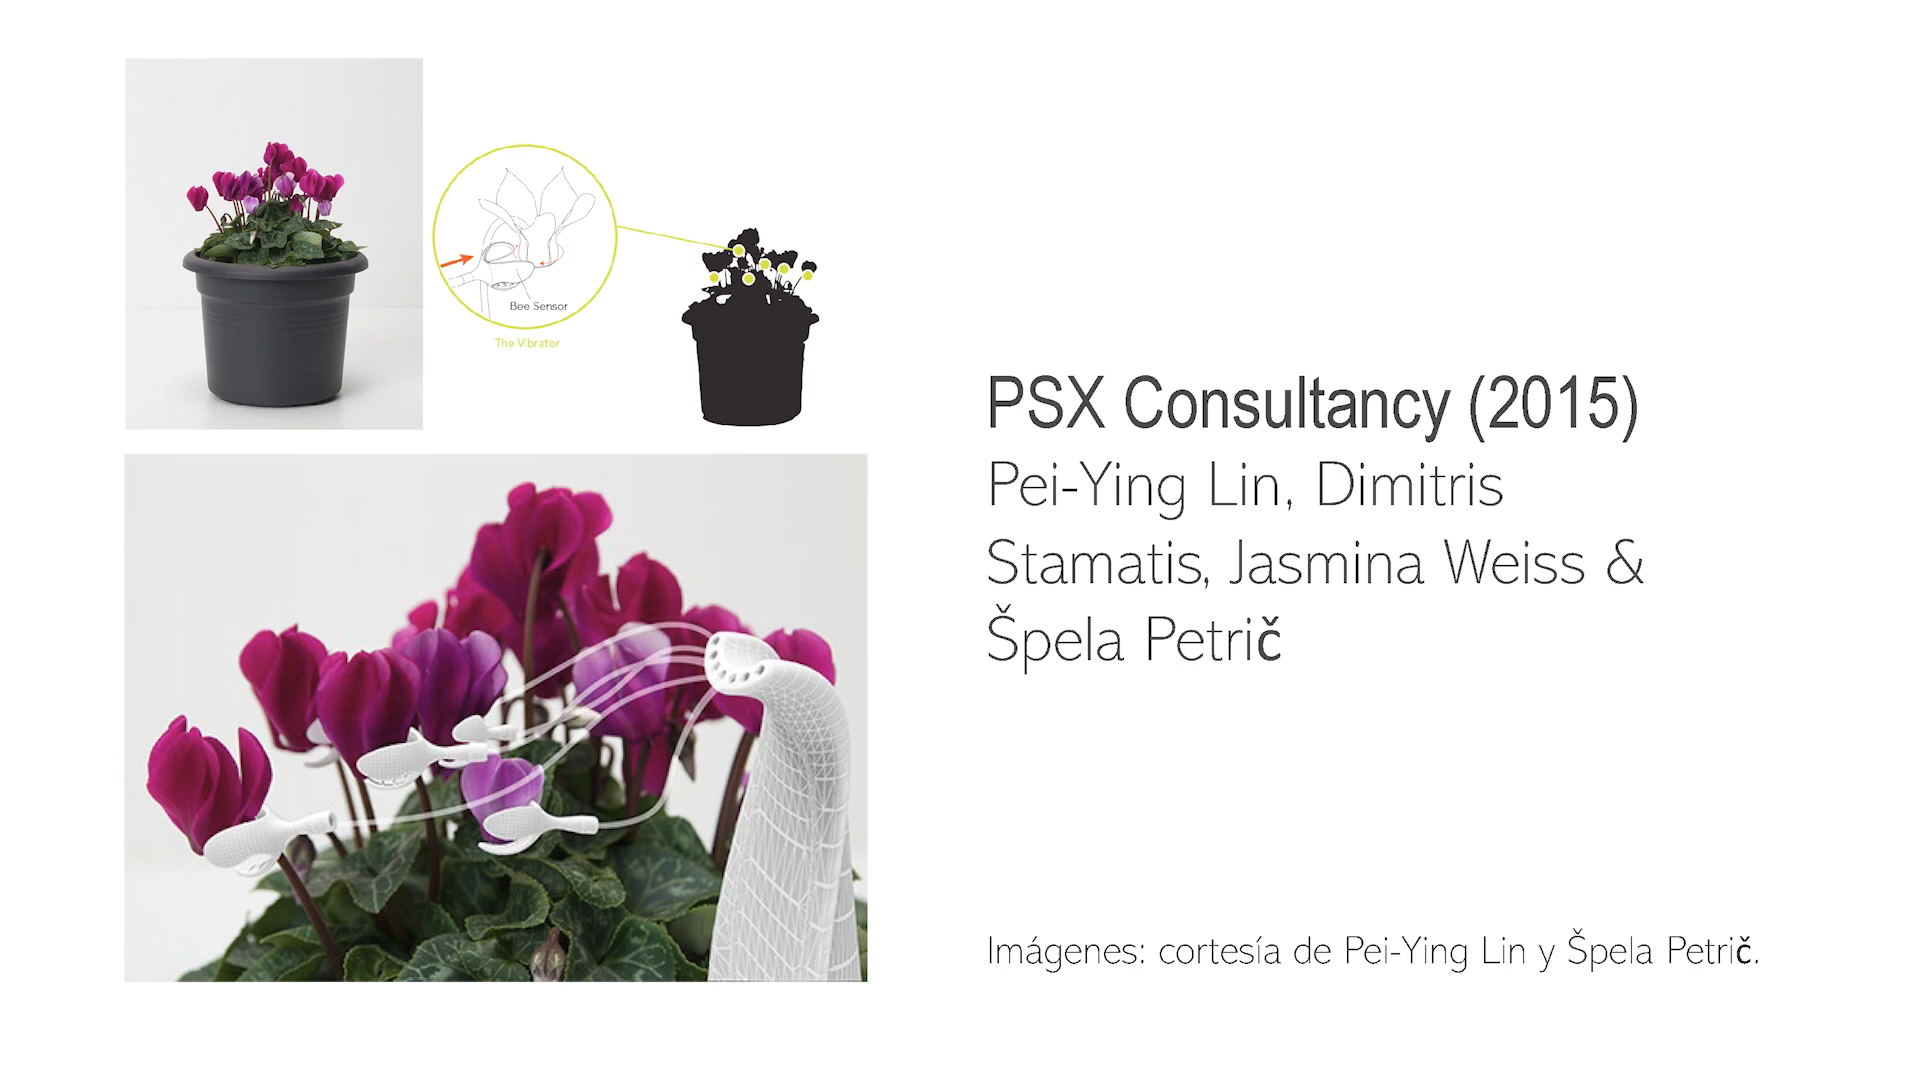 Bee Sensor
The Vibrator
PSX Consultancy (2015)
Pei-Ying Lin, Dimitris
Stamatis, Jasmina Weiss &
Špela Petrič
Imágenes: cortesía de Pei-Ying Lin y Špela Petrič.